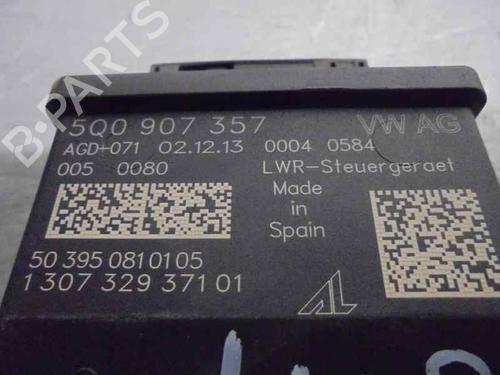 5Q0 907 357 VW AG
AGD+071 02.12.13 0004 0584
005 0080 LWR-Steuergeraet
Made
in
Spain
50 395 0810105
1 307 329 371 01
AL
B-Parts